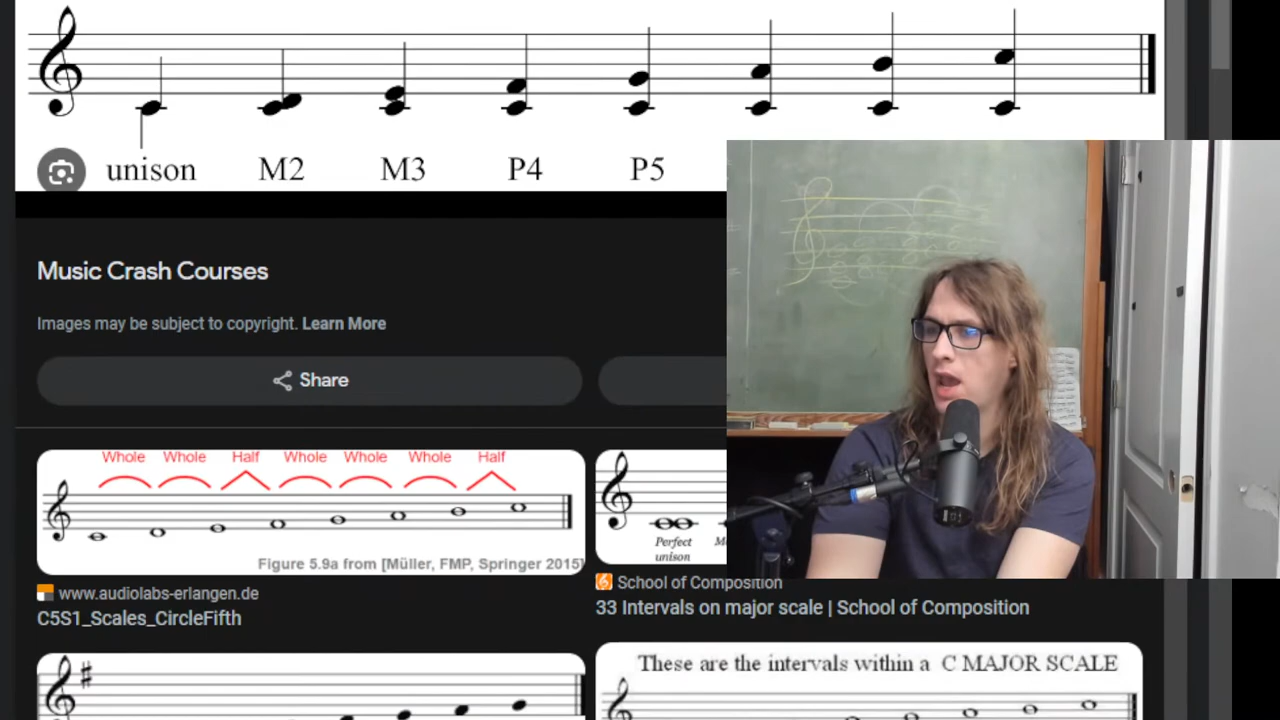 unison M2 M3 P4 P5
Music Crash Courses
Images may be subject to copyright. Learn More
Share
Whole Whole Half Whole Whole Whole Half
Figure 5.9a from [Müller, FMP, Springer 2015]
www.audiolabs-erlangen.de
C5S1_Scales_CircleFifth
Perfect
unison
School of Composition
33 Intervals on major scale | School of Composition
These are the intervals within a C MAJOR SCALE